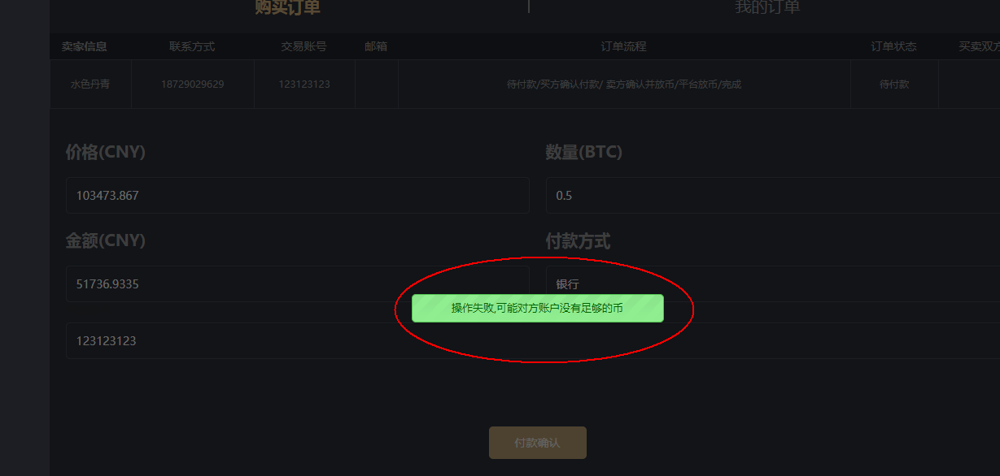 购买订单 我的订单
卖家信息 联系方式 交易账号 邮箱 订单流程 订单状态 买卖双方
水色丹青 18729029629 123123123 待付款/买方确认付款/ 卖方确认并放币/平台放币/完成 待付款
价格(CNY) 数量(BTC)
103473.867 0.5
金额(CNY) 付款方式
51736.9335 银行
操作失败,可能对方账户没有足够的币
123123123
付款确认